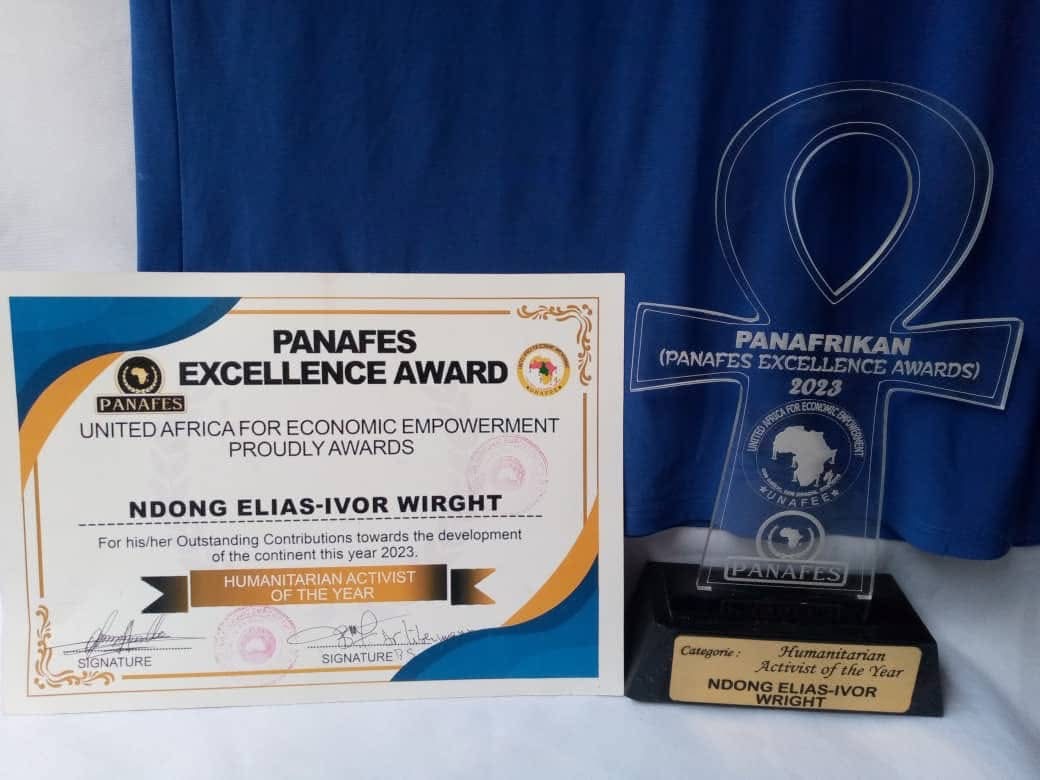 PANAFES
EXCELLENCE AWARD
PANAFES
UNITED AFRICA FOR ECONOMIC EMPOWERMENT
PROUDLY AWARDS
NDONG ELIAS-IVOR WIRGHT
For his/her Outstanding Contributions towards the development
of the continent this year 2023.
HUMANITARIAN ACTIVIST
OF THE YEAR
SIGNATURE
SIGNATURE
PANAFRIKAN
(PANAFES EXCELLENCE AWARDS)
2023
UNITED AFRICA FOR ECONOMIC EMPOWERMENT
★UNAFEE★
PANAFES
Categorie : Humanitarian
Activist of the Year
NDONG ELIAS-IVOR
WRIGHT